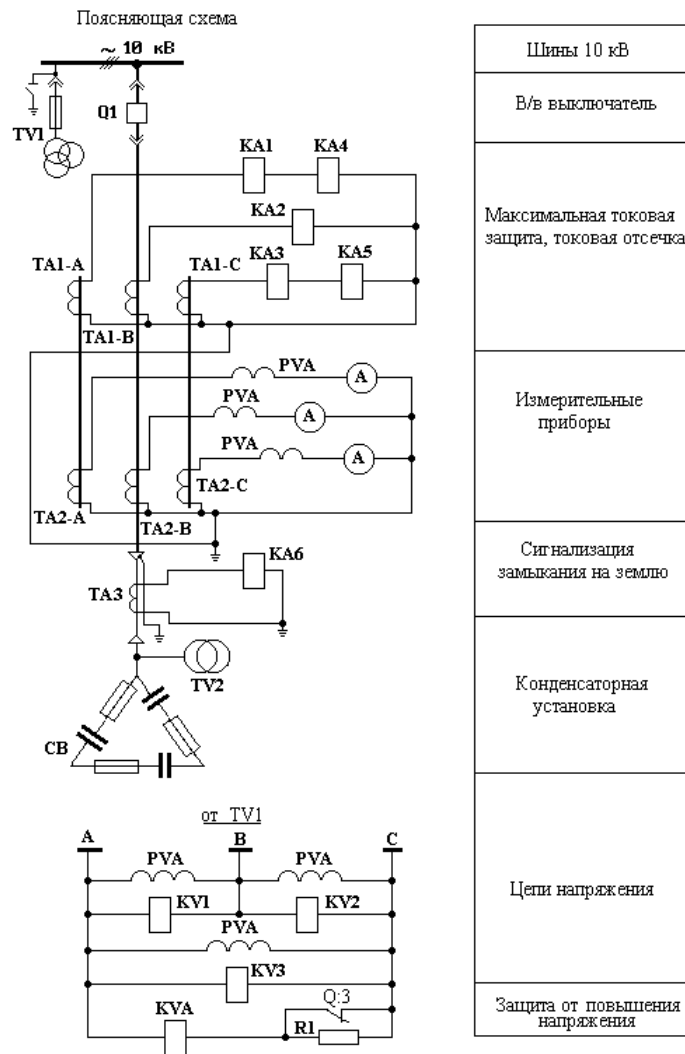 Поясняющая схема
~ 10 кВ
Q1
TV1
KA1
KA4
KA2
TA1-A
TA1-C
KA3
KA5
TA1-B
PVA
A
PVA
A
PVA
A
TA2-A
TA2-C
TA2-B
KA6
TA3
TV2
CB
от TV1
A
B
C
PVA
PVA
KV1
KV2
PVA
KV3
KVA
Q:3
R1
Шины 10 кВ
В/в выключатель
Максимальная токовая
защита, токовая отсечка
Измерительные
приборы
Сигнализация
замыкания на землю
Конденсаторная
установка
Цепи напряжения
Защита от повышения
напряжения